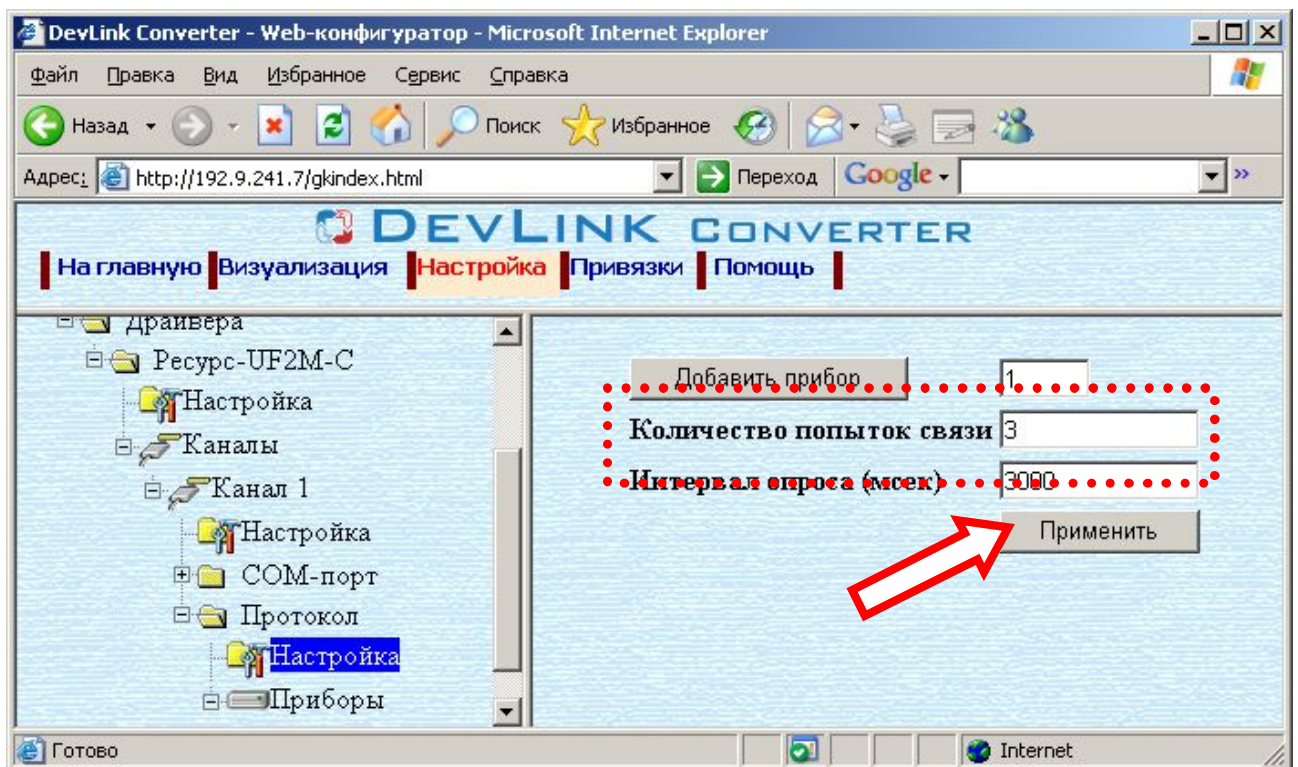 DevLink Converter - Web-конфигуратор - Microsoft Internet Explorer
Файл Правка Вид Избранное Сервис Справка
Назад Поиск Избранное
Адрес: http://192.9.241.7/gkindex.html Переход Google
DEVLINK CONVERTER
На главную Визуализация Настройка Привязки Помощь
Драйвера
Ресурс-UF2M-C
Настройка
Каналы
Канал 1
Настройка
COM-порт
Протокол
Настройка
Приборы
Добавить прибор 1
Количество попыток связи 3
Интервал опроса (мсек) 3000
Применить
Готово Internet